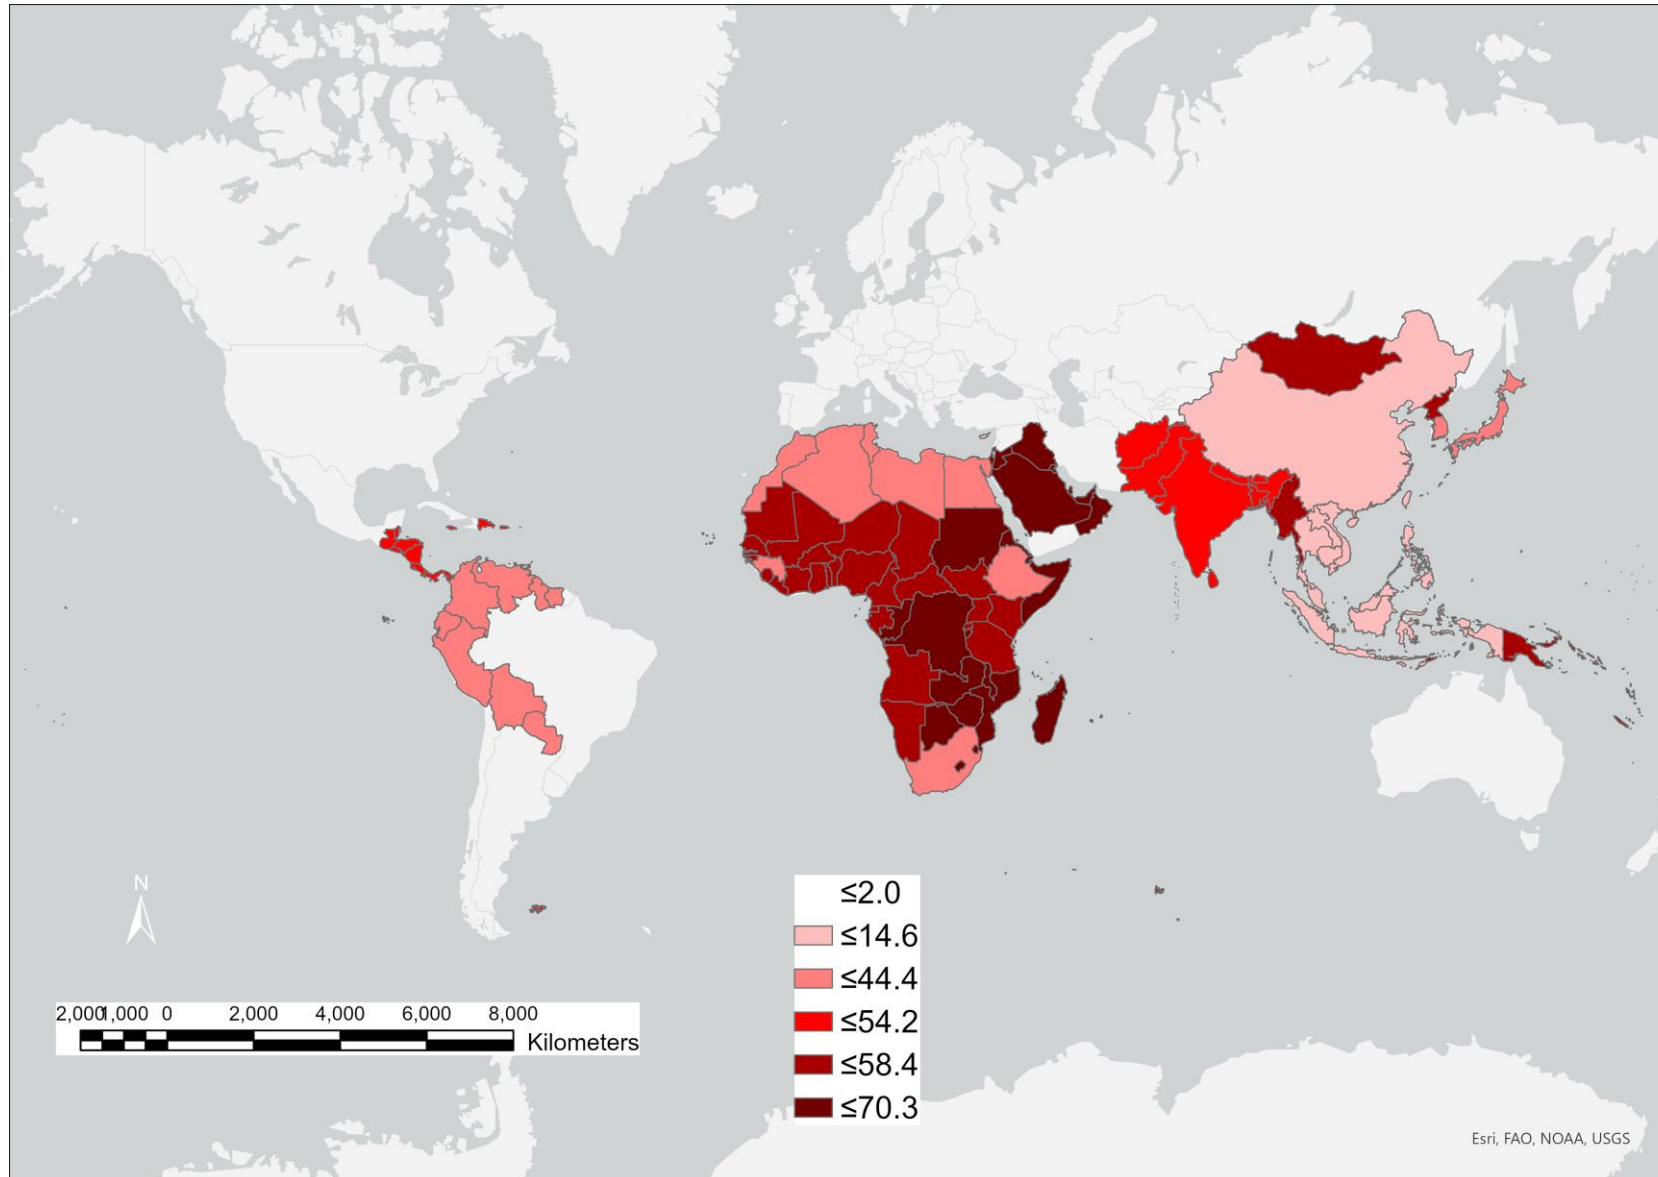 N
2,000 1,000 0 2,000 4,000 6,000 8,000
Kilometers
≤2.0
≤14.6
≤44.4
≤54.2
≤58.4
≤70.3
Esri, FAO, NOAA, USGS